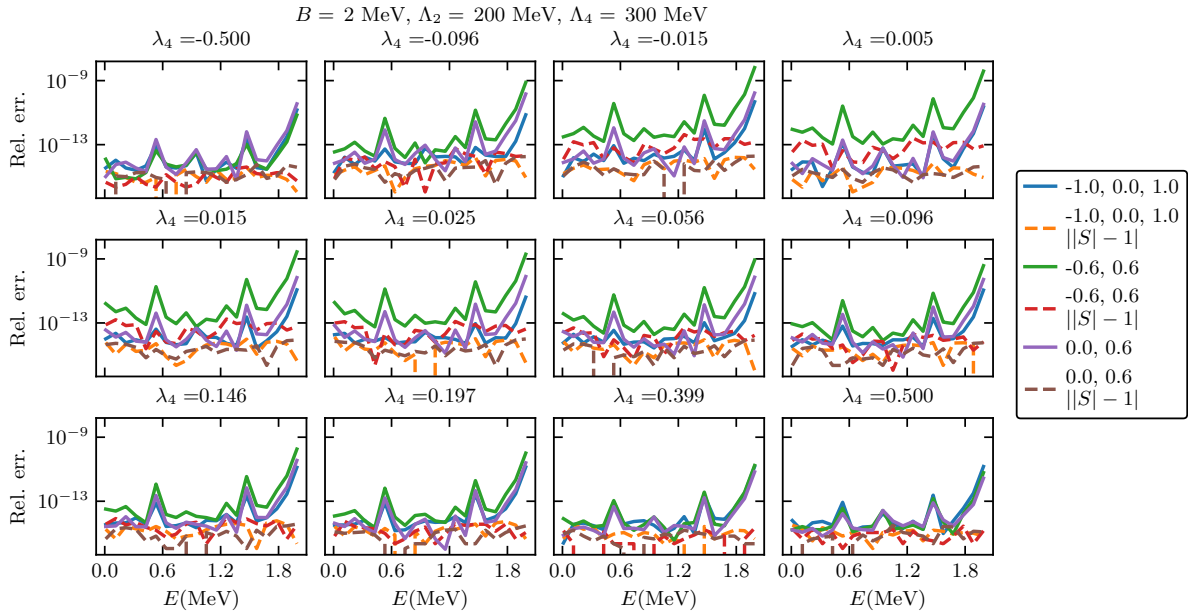 B = 2 MeV, Λ₂ = 200 MeV, Λ₄ = 300 MeV
λ₄ =-0.500
λ₄ =-0.096
λ₄ =-0.015
λ₄ =0.005
10⁻⁹
10⁻¹³
Rel. err.
λ₄ =0.015
λ₄ =0.025
λ₄ =0.056
λ₄ =0.096
10⁻⁹
10⁻¹³
Rel. err.
λ₄ =0.146
λ₄ =0.197
λ₄ =0.399
λ₄ =0.500
10⁻⁹
10⁻¹³
Rel. err.
0.0 0.6 1.2 1.8
0.0 0.6 1.2 1.8
0.0 0.6 1.2 1.8
0.0 0.6 1.2 1.8
E(MeV)
E(MeV)
E(MeV)
E(MeV)
-1.0, 0.0, 1.0
-1.0, 0.0, 1.0
||S| − 1|
-0.6, 0.6
-0.6, 0.6
||S| − 1|
0.0, 0.6
0.0, 0.6
||S| − 1|